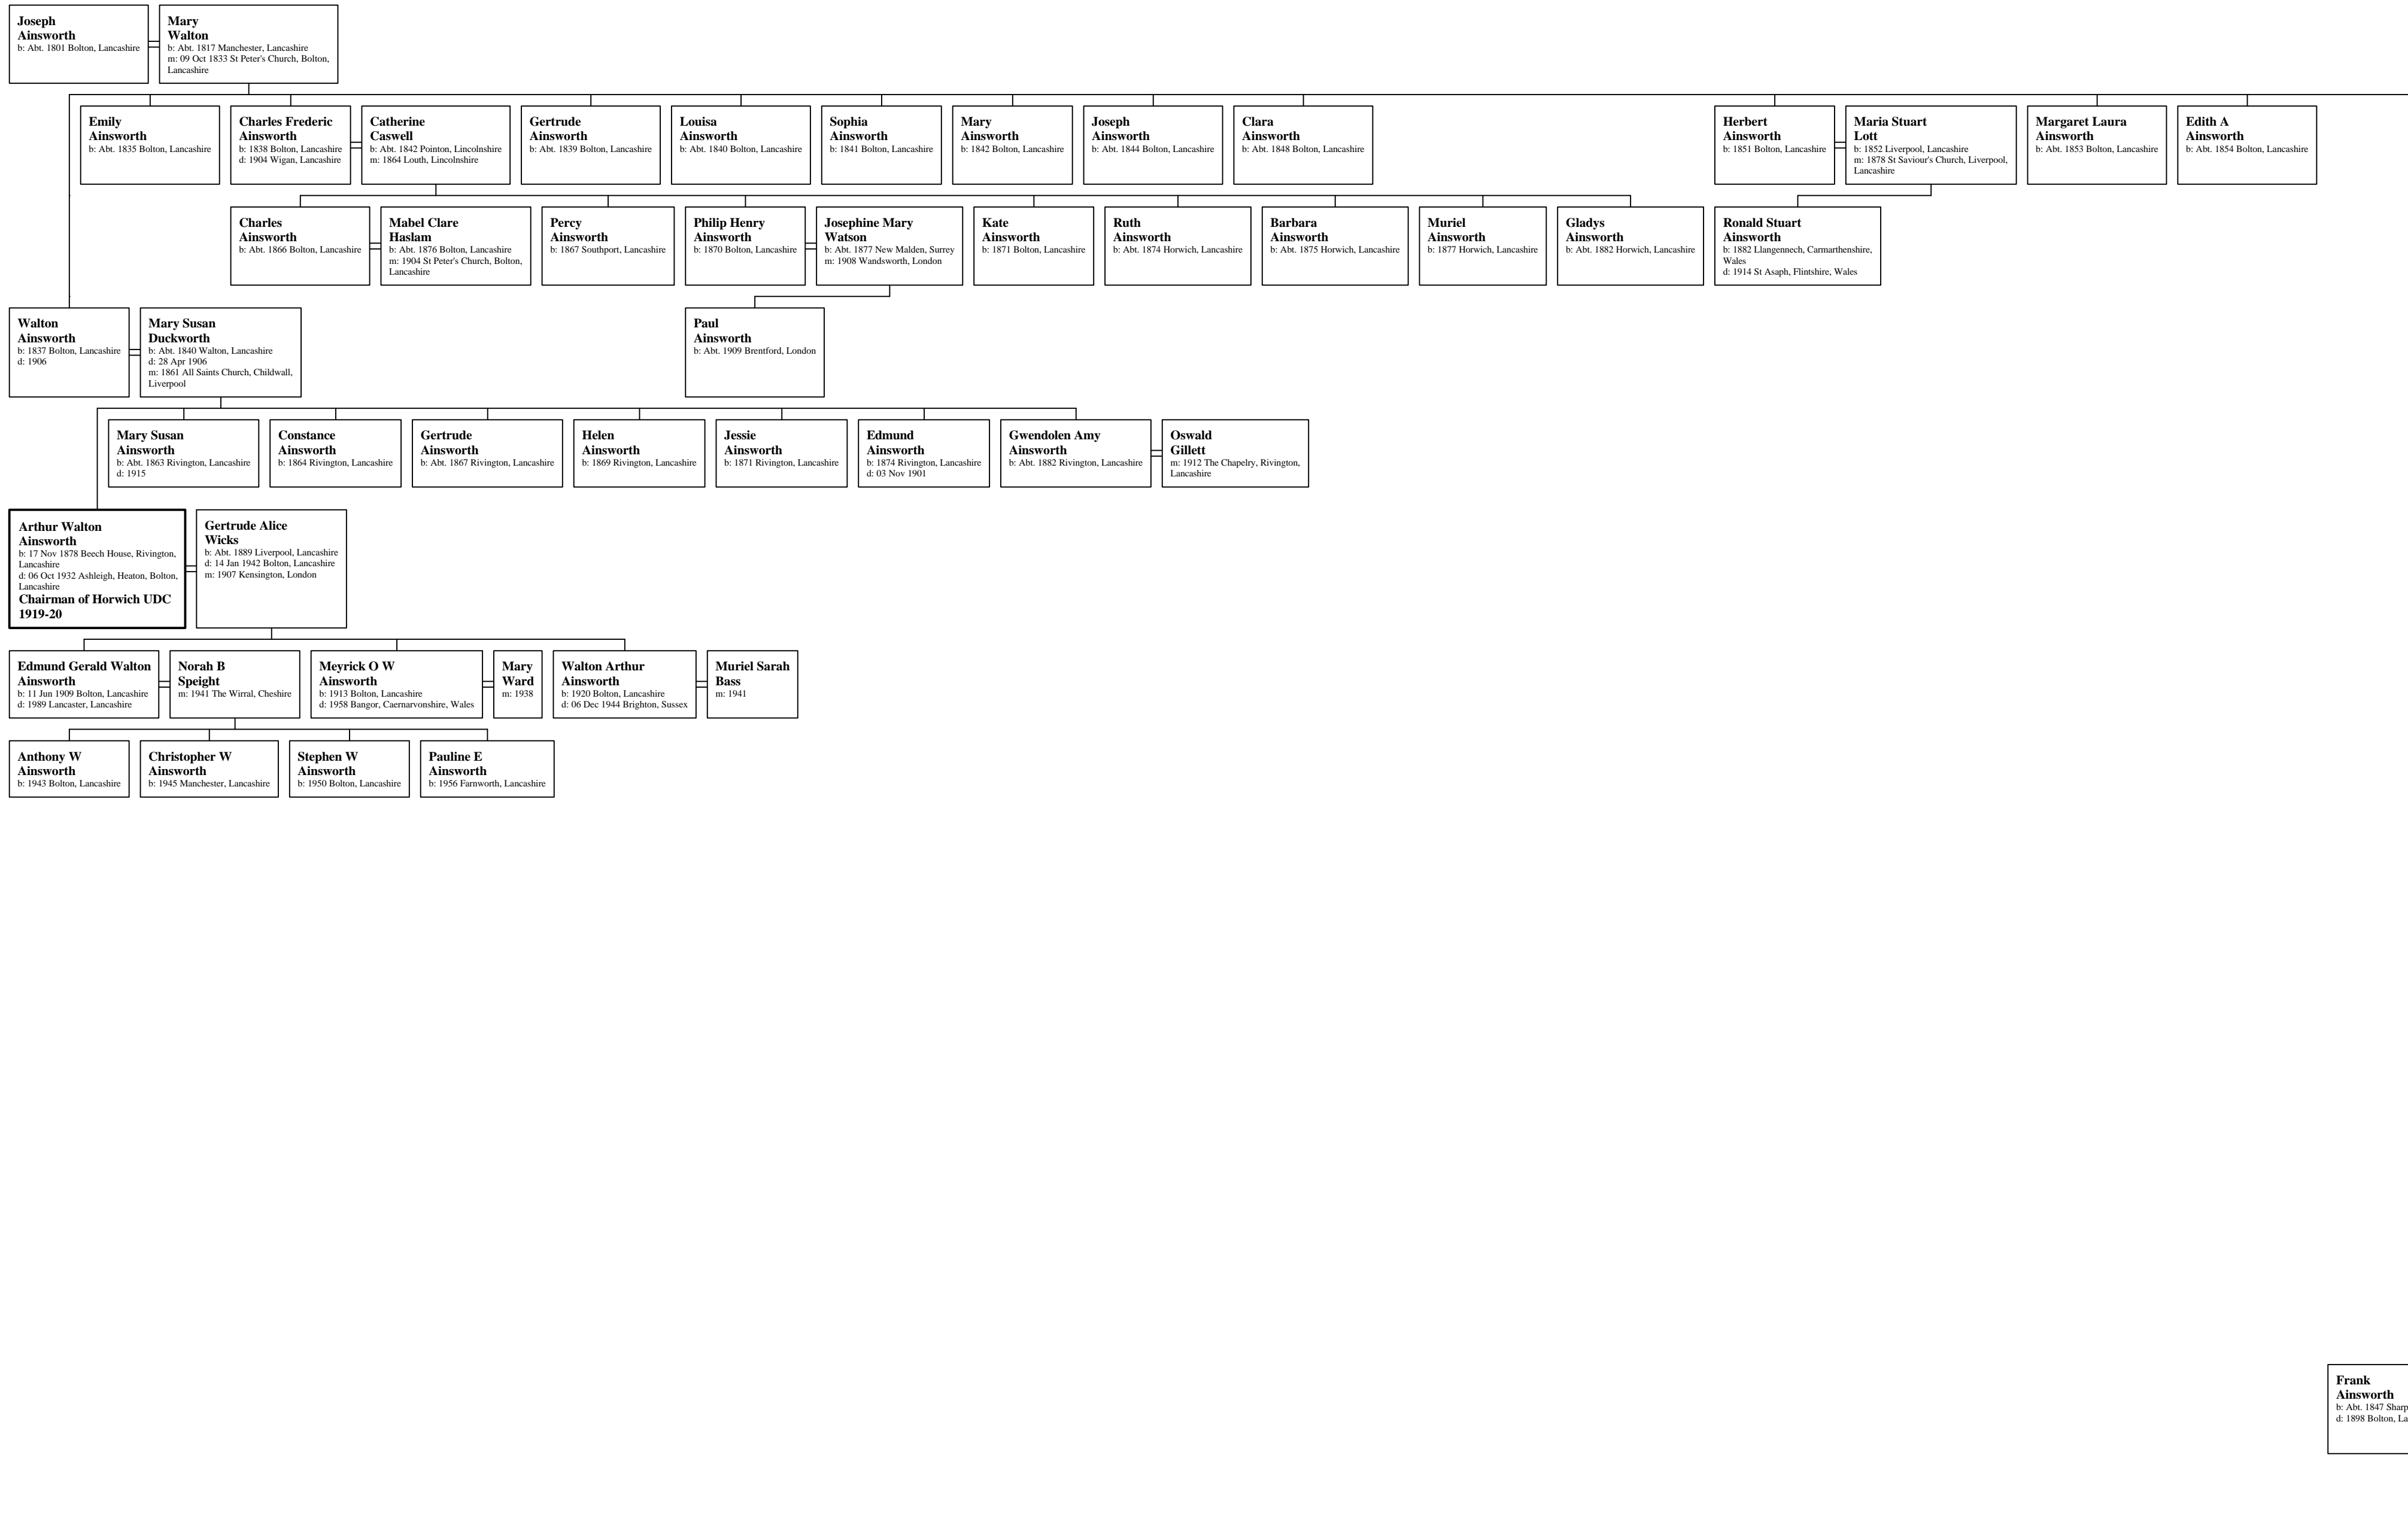 Joseph
Ainsworth
b: Abt. 1801 Bolton, Lancashire
Mary
Walton
b: Abt. 1817 Manchester, Lancashire
m: 09 Oct 1833 St Peter's Church, Bolton,
Lancashire
Emily
Ainsworth
b: Abt. 1835 Bolton, Lancashire
Charles Frederic
Ainsworth
b: 1838 Bolton, Lancashire
d: 1904 Wigan, Lancashire
Catherine
Caswell
b: Abt. 1842 Pointon, Lincolnshire
m: 1864 Louth, Lincolnshire
Gertrude
Ainsworth
b: Abt. 1839 Bolton, Lancashire
Louisa
Ainsworth
b: Abt. 1840 Bolton, Lancashire
Sophia
Ainsworth
b: 1841 Bolton, Lancashire
Mary
Ainsworth
b: 1842 Bolton, Lancashire
Joseph
Ainsworth
b: Abt. 1844 Bolton, Lancashire
Clara
Ainsworth
b: Abt. 1848 Bolton, Lancashire
Herbert
Ainsworth
b: 1851 Bolton, Lancashire
Maria Stuart
Lott
b: 1852 Liverpool, Lancashire
m: 1878 St Saviour's Church, Liverpool,
Lancashire
Margaret Laura
Ainsworth
b: Abt. 1853 Bolton, Lancashire
Edith A
Ainsworth
b: Abt. 1854 Bolton, Lancashire
Charles
Ainsworth
b: Abt. 1866 Bolton, Lancashire
Mabel Clare
Haslam
b: Abt. 1876 Bolton, Lancashire
m: 1904 St Peter's Church, Bolton,
Lancashire
Percy
Ainsworth
b: 1867 Southport, Lancashire
Philip Henry
Ainsworth
b: 1870 Bolton, Lancashire
Josephine Mary
Watson
b: Abt. 1877 New Malden, Surrey
m: 1908 Wandsworth, London
Kate
Ainsworth
b: 1871 Bolton, Lancashire
Ruth
Ainsworth
b: Abt. 1874 Horwich, Lancashire
Barbara
Ainsworth
b: Abt. 1875 Horwich, Lancashire
Muriel
Ainsworth
b: 1877 Horwich, Lancashire
Gladys
Ainsworth
b: Abt. 1882 Horwich, Lancashire
Ronald Stuart
Ainsworth
b: 1882 Llangennech, Carmarthenshire,
Wales
d: 1914 St Asaph, Flintshire, Wales
Walton
Ainsworth
b: 1837 Bolton, Lancashire
d: 1906
Mary Susan
Duckworth
b: Abt. 1840 Walton, Lancashire
d: 28 Apr 1906
m: 1861 All Saints Church, Childwall,
Liverpool
Paul
Ainsworth
b: Abt. 1909 Brentford, London
Mary Susan
Ainsworth
b: Abt. 1863 Rivington, Lancashire
d: 1915
Constance
Ainsworth
b: 1864 Rivington, Lancashire
Gertrude
Ainsworth
b: Abt. 1867 Rivington, Lancashire
Helen
Ainsworth
b: 1869 Rivington, Lancashire
Jessie
Ainsworth
b: 1871 Rivington, Lancashire
Edmund
Ainsworth
b: 1874 Rivington, Lancashire
d: 03 Nov 1901
Gwendolen Amy
Ainsworth
b: Abt. 1882 Rivington, Lancashire
Oswald
Gillett
m: 1912 The Chapelry, Rivington,
Lancashire
Arthur Walton
Ainsworth
b: 17 Nov 1878 Beech House, Rivington,
Lancashire
d: 06 Oct 1932 Ashleigh, Heaton, Bolton,
Lancashire
Chairman of Horwich UDC
1919-20
Gertrude Alice
Wicks
b: Abt. 1889 Liverpool, Lancashire
d: 14 Jan 1942 Bolton, Lancashire
m: 1907 Kensington, London
Edmund Gerald Walton
Ainsworth
b: 11 Jun 1909 Bolton, Lancashire
d: 1989 Lancaster, Lancashire
Norah B
Speight
m: 1941 The Wirral, Cheshire
Meyrick O W
Ainsworth
b: 1913 Bolton, Lancashire
d: 1958 Bangor, Caernarvonshire, Wales
Mary
Ward
m: 1938
Walton Arthur
Ainsworth
b: 1920 Bolton, Lancashire
d: 06 Dec 1944 Brighton, Sussex
Muriel Sarah
Bass
m: 1941
Anthony W
Ainsworth
b: 1943 Bolton, Lancashire
Christopher W
Ainsworth
b: 1945 Manchester, Lancashire
Stephen W
Ainsworth
b: 1950 Bolton, Lancashire
Pauline E
Ainsworth
b: 1956 Farnworth, Lancashire
Frank
Ainsworth
b: Abt. 1847 Sharp
d: 1898 Bolton, La